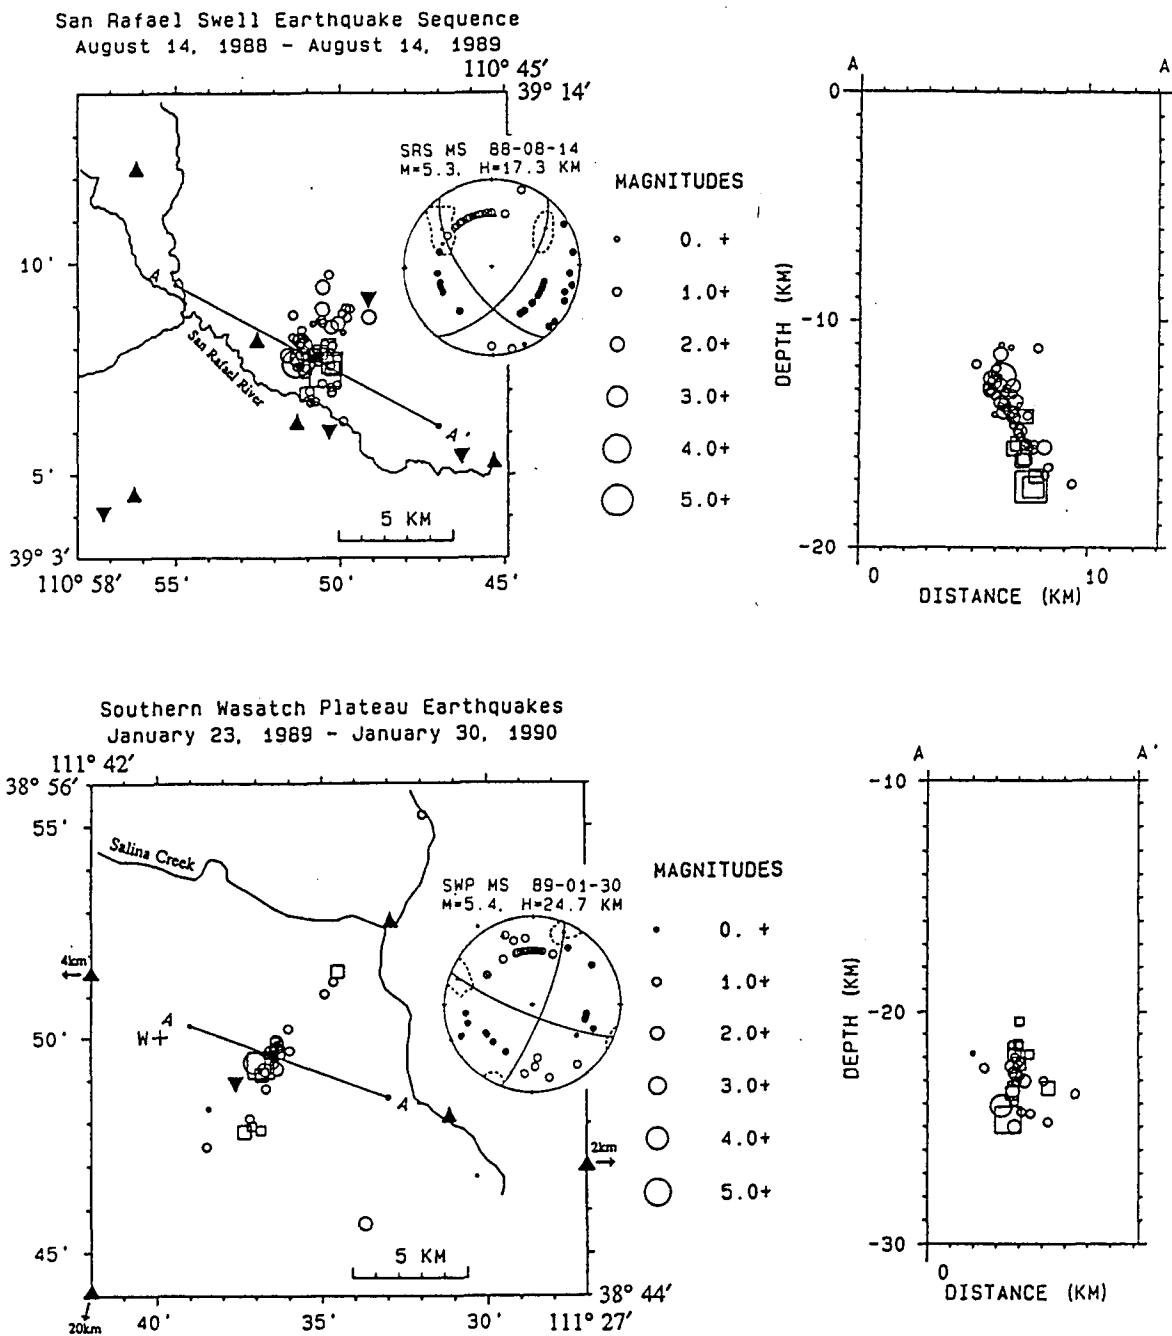 San Rafael Swell Earthquake Sequence
August 14, 1988 - August 14, 1989
110° 45′
39° 14′
10'
5'
39° 3′
110° 58′
55'
50'
45'
A
A'
San Rafael River
5 KM
SRS MS 88-08-14
M=5.3, H=17.3 KM
MAGNITUDES
0. +
1.0+
2.0+
3.0+
4.0+
5.0+
A
A
0
-10
-20
DEPTH (KM)
0
10
DISTANCE (KM)
Southern Wasatch Plateau Earthquakes
January 23, 1989 - January 30, 1990
111° 42′
38° 56′
55'
50'
45'
Salina Creek
4km
W
A
A'
2km
20km
5 KM
40'
35'
30'
38° 44′
111° 27′
SWP MS 89-01-30
M=5.4, H=24.7 KM
MAGNITUDES
0. +
1.0+
2.0+
3.0+
4.0+
5.0+
A
A'
-10
-20
-30
DEPTH (KM)
0
DISTANCE (KM)